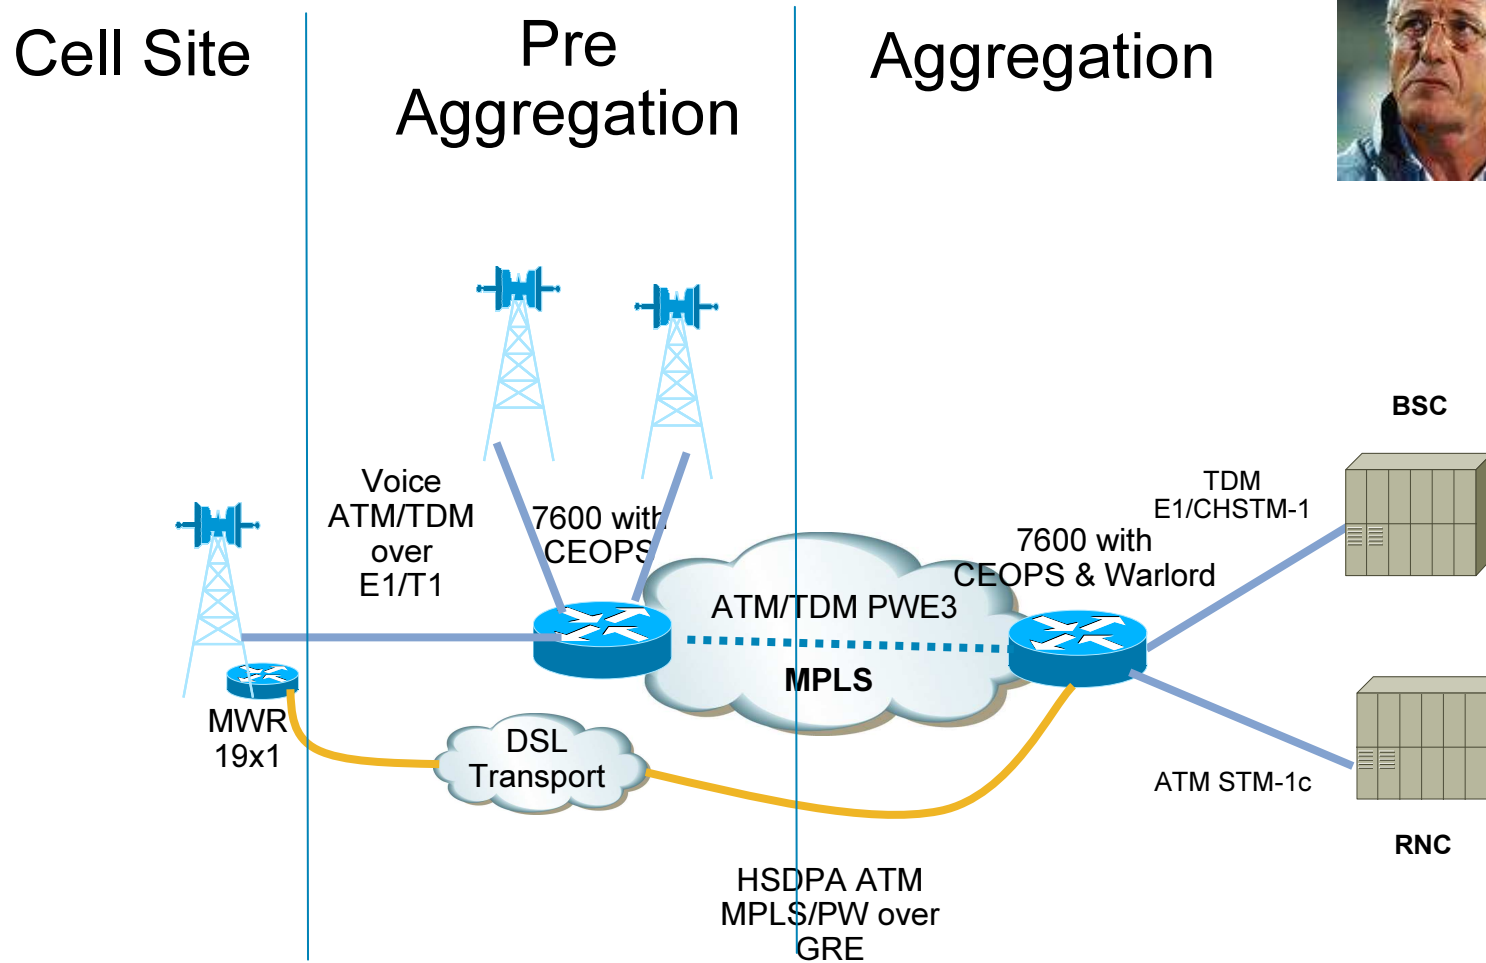 Cell Site
Pre
Aggregation
Aggregation
BSC
Voice
ATM/TDM
over
E1/T1
7600 with
CEOPS
TDM
E1/CHSTM-1
7600 with
CEOPS & Warlord
ATM/TDM PWE3
MPLS
MWR
19x1
DSL
Transport
ATM STM-1c
RNC
HSDPA ATM
MPLS/PW over
GRE